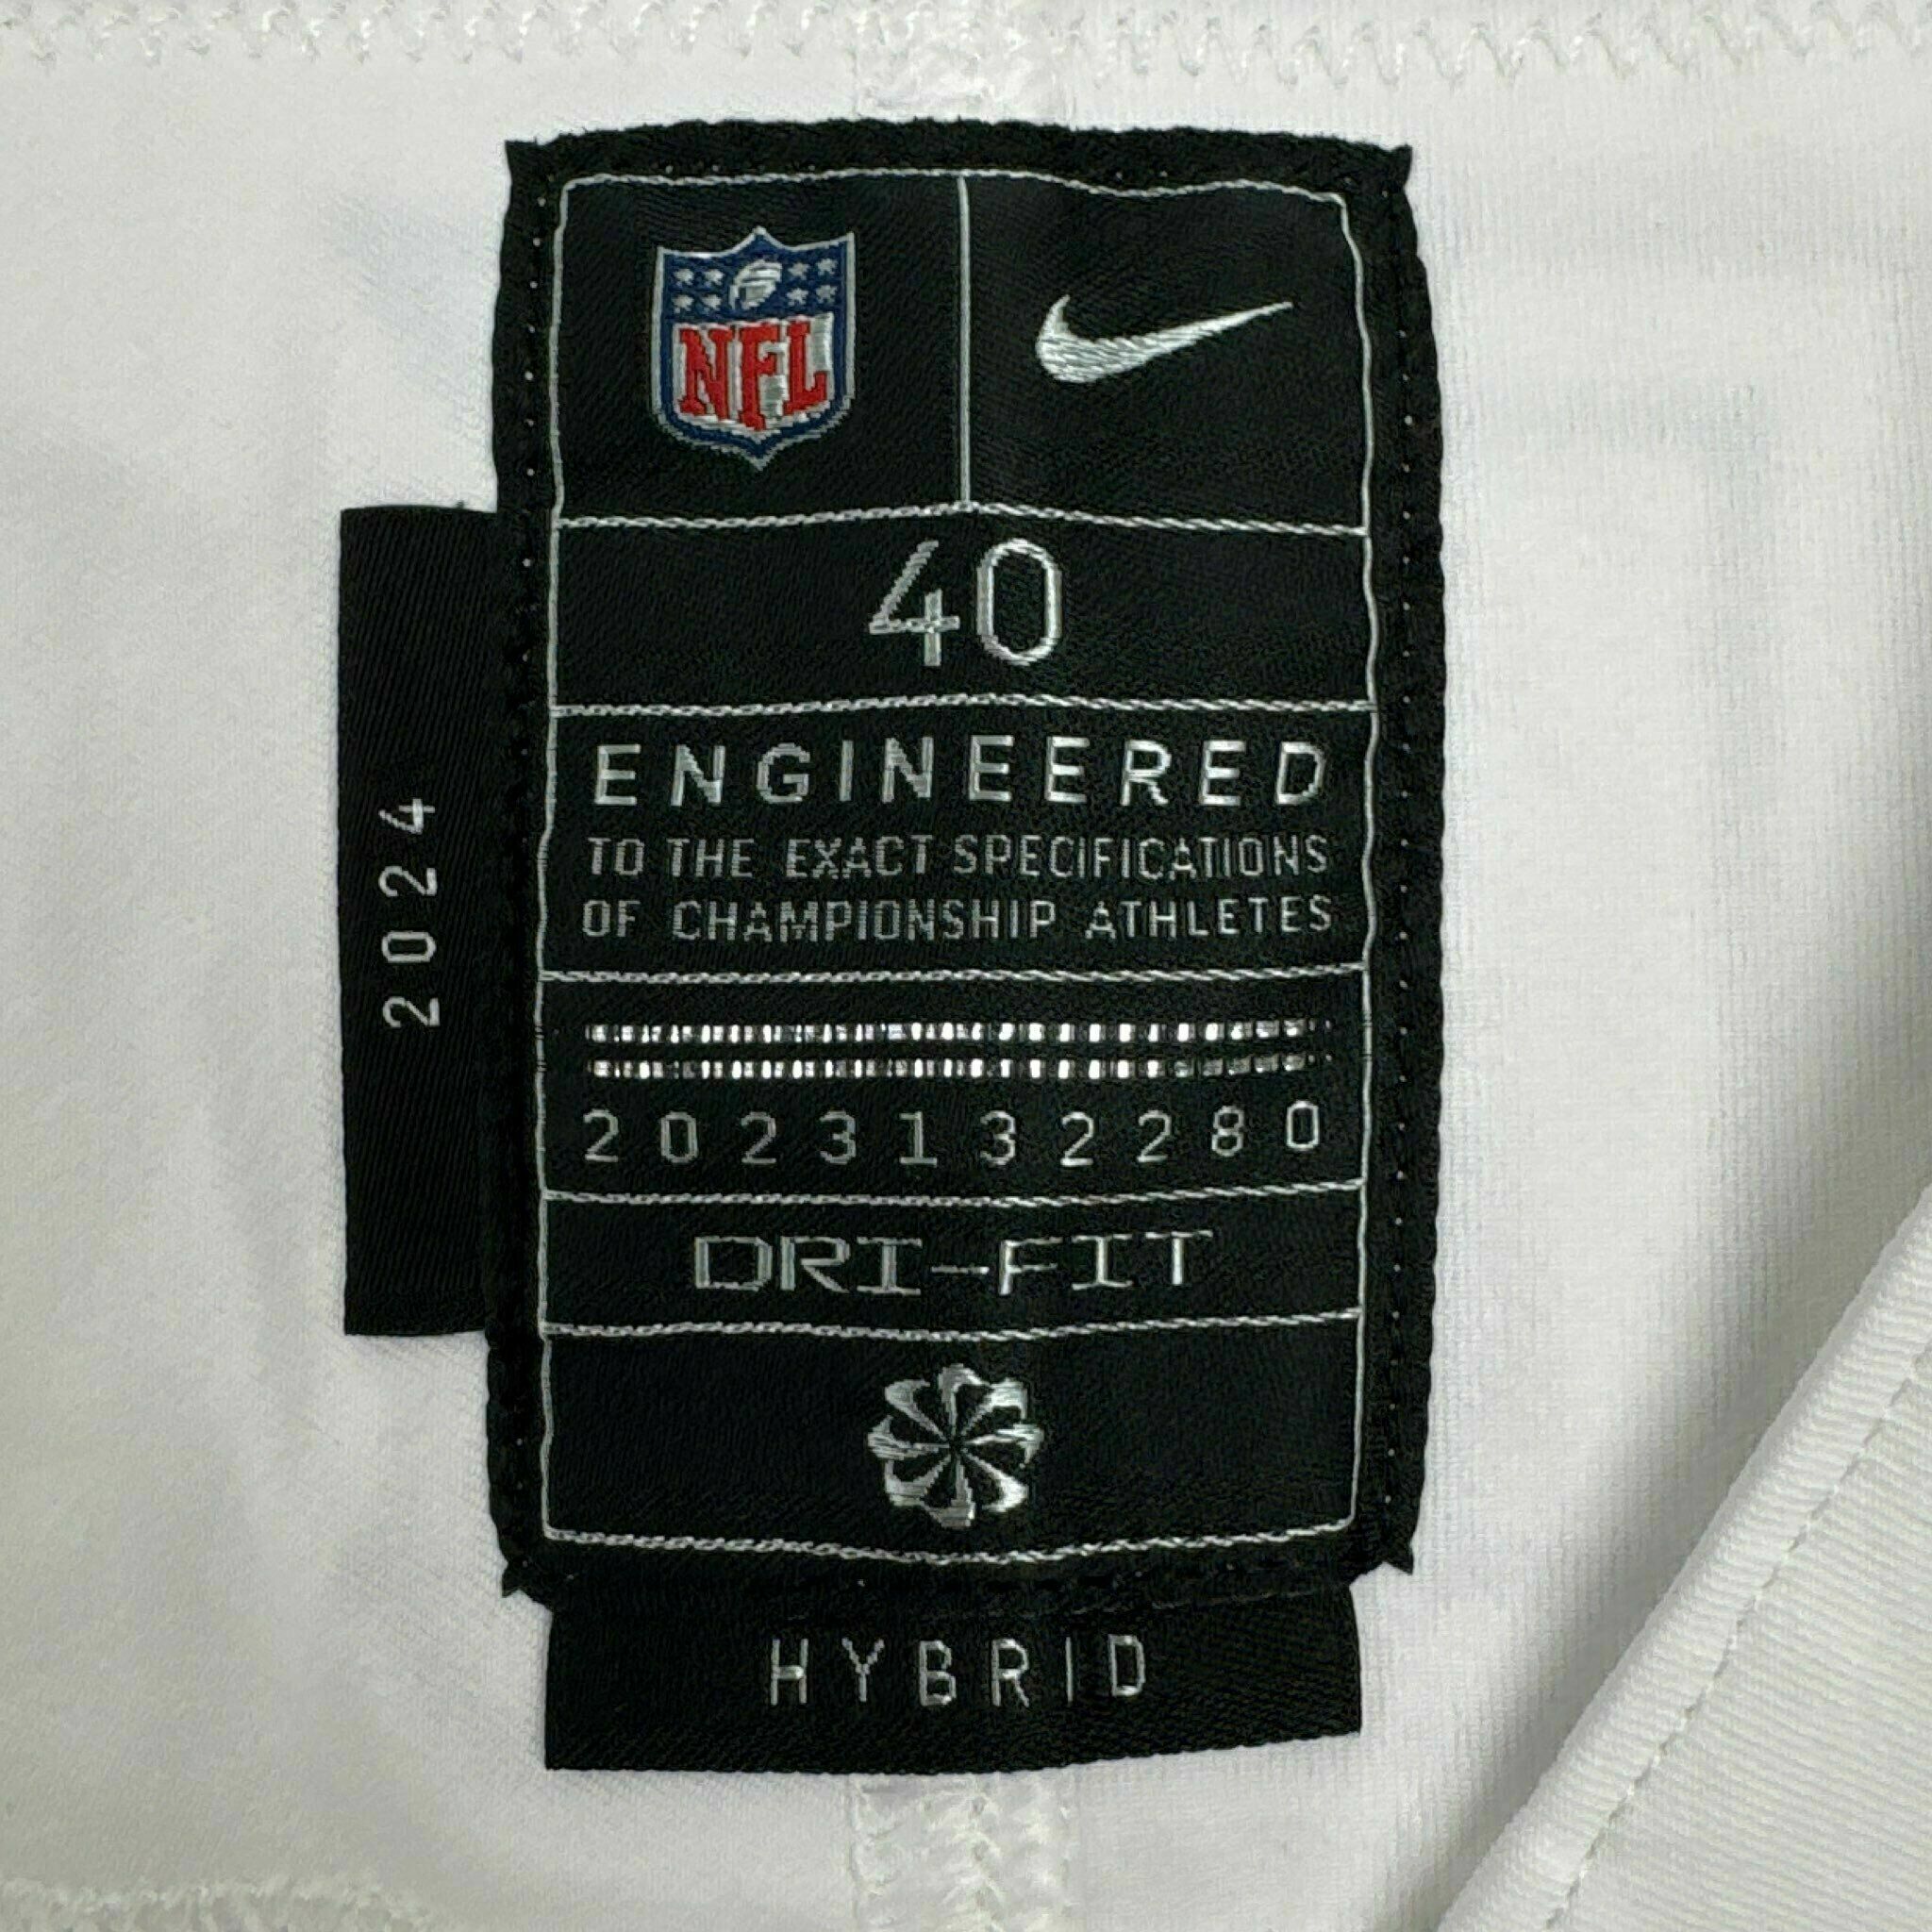 NFL
40
ENGINEERED
TO THE EXACT SPECIFICATIONS
OF CHAMPIONSHIP ATHLETES
2023132280
DRI-FIT
HYBRID
2024